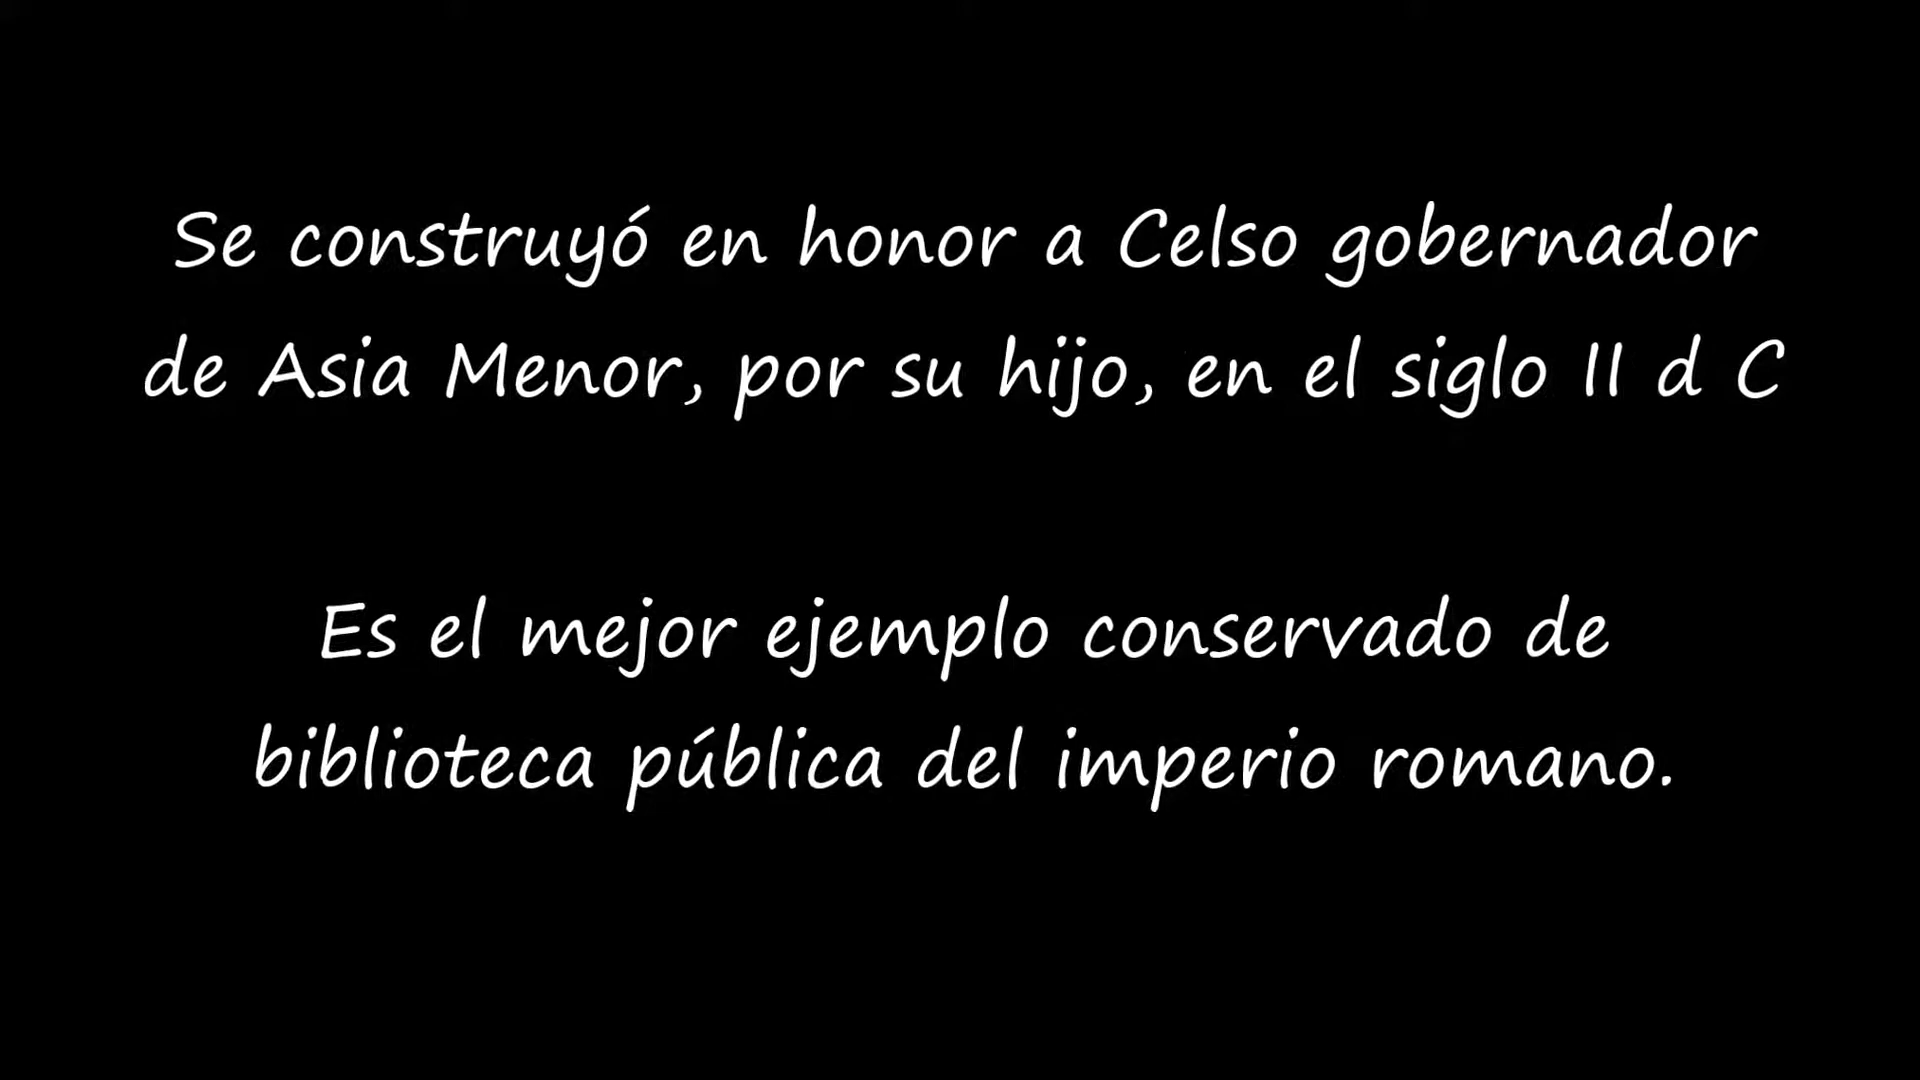 Se construyó en honor a Celso gobernador
de Asia Menor, por su hijo, en el siglo II d C
Es el mejor ejemplo conservado de
biblioteca pública del imperio romano.